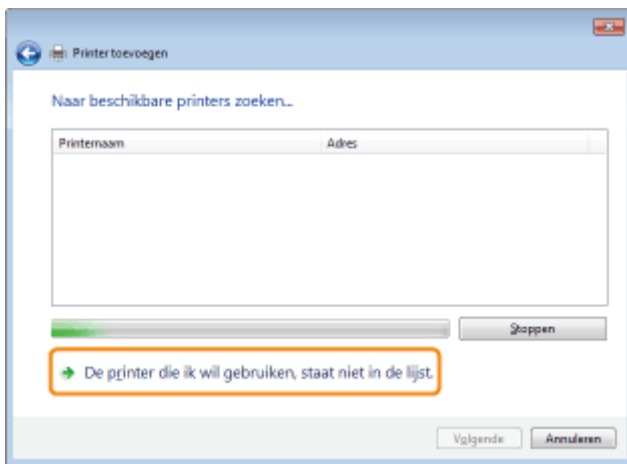 Printer toevoegen
Naar beschikbare printers zoeken...
Printernaam Adres
Stoppen
De printer die ik wil gebruiken, staat niet in de lijst.
Volgende Annuleren